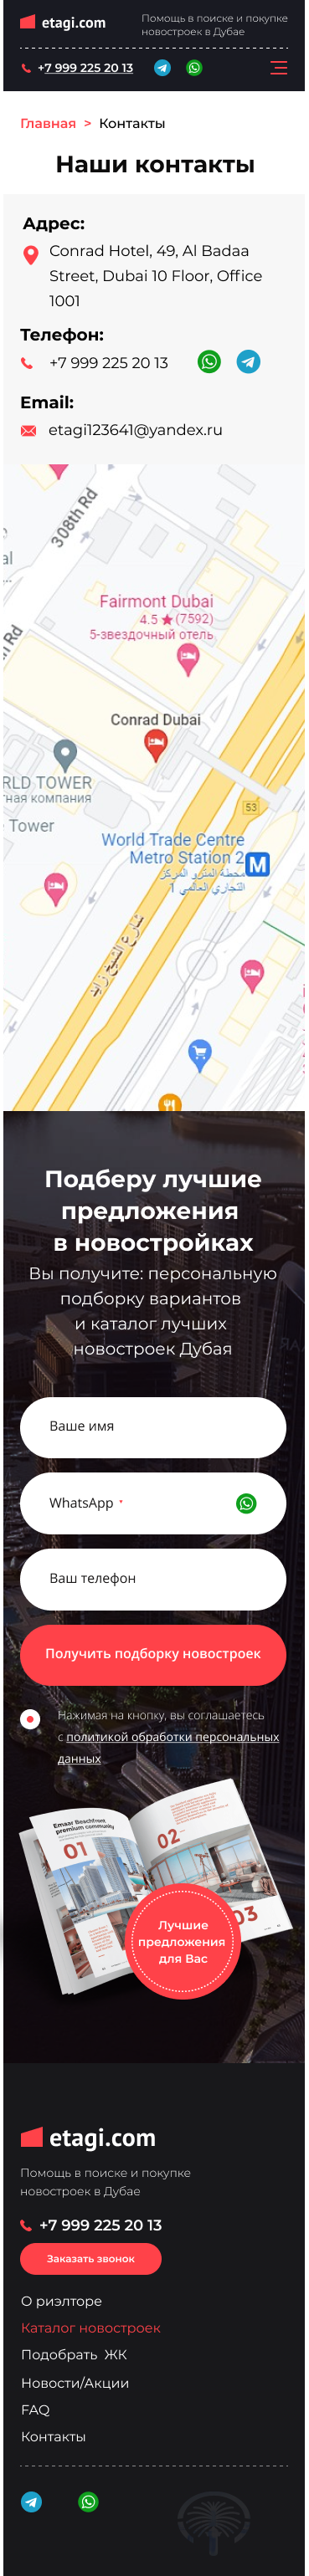 etagi.com
Помощь в поиске и покупке
новостроек в Дубае
+7 999 225 20 13
Главная > Контакты
Наши контакты
Адрес:
Conrad Hotel, 49, Al Badaa
Street, Dubai 10 Floor, Office
1001
Телефон:
+7 999 225 20 13
Email:
etagi123641@yandex.ru
308th Rd
Fairmont Dubai
4.5 ★ (7592)
5-звездочный отель
Conrad Dubai
RLD TOWER
тная компания
Tower
53
World Trade Centre
Metro Station 2
M
محطة المترو المركز
التجاري العالمي 1
شارع الشيخ زايد
Подберу лучшие
предложения
в новостройках
Вы получите: персональную
подборку вариантов
и каталог лучших
новостроек Дубая
Ваше имя
WhatsApp *
Ваш телефон
Получить подборку новостроек
Нажимая на кнопку, вы соглашаетесь
с политикой обработки персональных
данных
Emaar Beachfront
premium community
01
02
03
Лучшие
предложения
для Вас
etagi.com
Помощь в поиске и покупке
новостроек в Дубае
+7 999 225 20 13
Заказать звонок
О риэлторе
Каталог новостроек
Подобрать ЖК
Новости/Акции
FAQ
Контакты